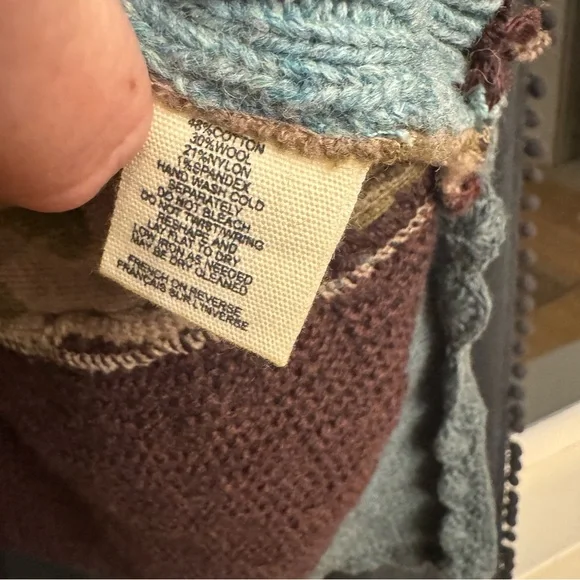 48%COTTON
30%WOOL
21%NYLON
1%SPANDEX
HAND WASH COLD
SEPARATELY
DO NOT BLEACH
DO NOT TWIST/WRING
RESHAPE AND
LAY FLAT TO DRY
LOW IRON AS NEEDED
MAY BE DRY CLEANED
FRENCH ON REVERSE
FRANÇAIS SUR L'INVERSE